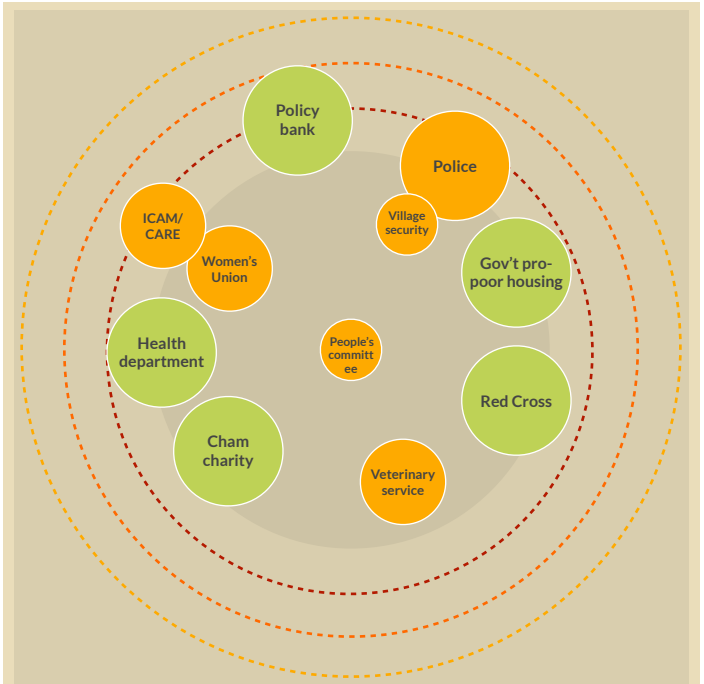 Policy
bank
Police
ICAM/
CARE
Village
security
Women's
Union
Gov't pro-
poor housing
Health
department
People's
committ
ee
Red Cross
Cham
charity
Veterinary
service